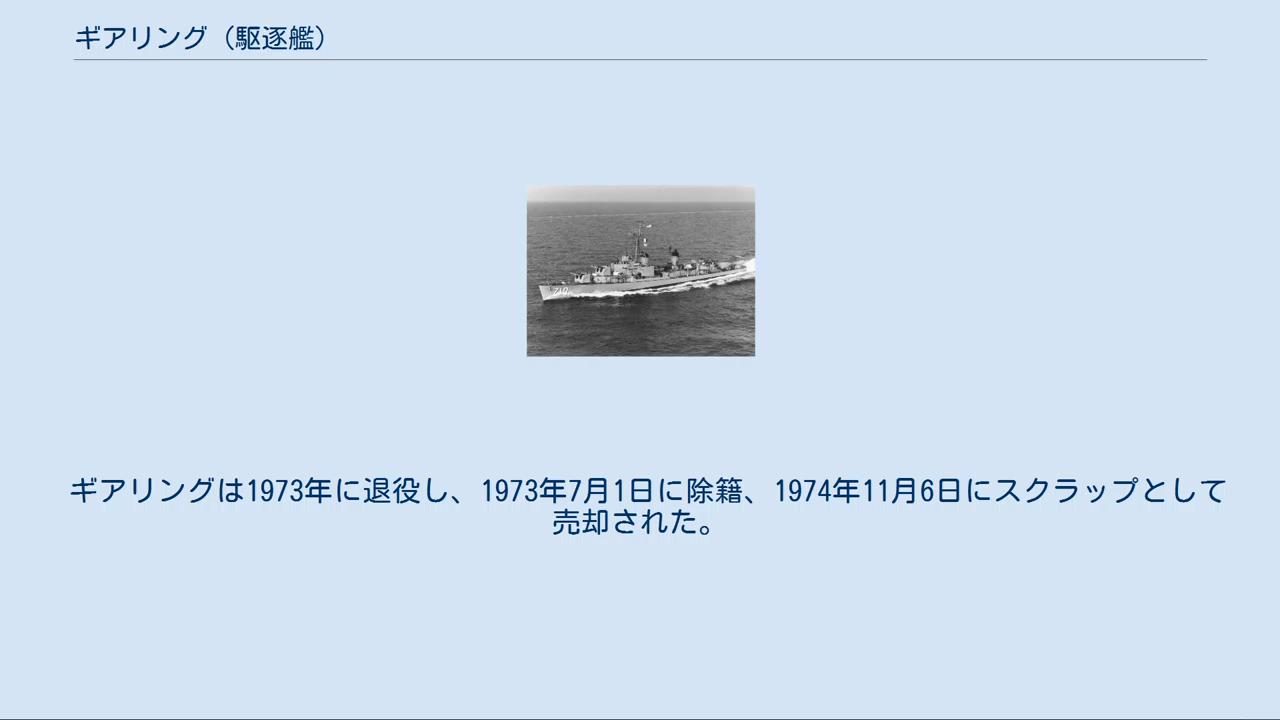 ギアリング（駆逐艦）
710
ギアリングは1973年に退役し、1973年7月1日に除籍、1974年11月6日にスクラップとして
売却された。